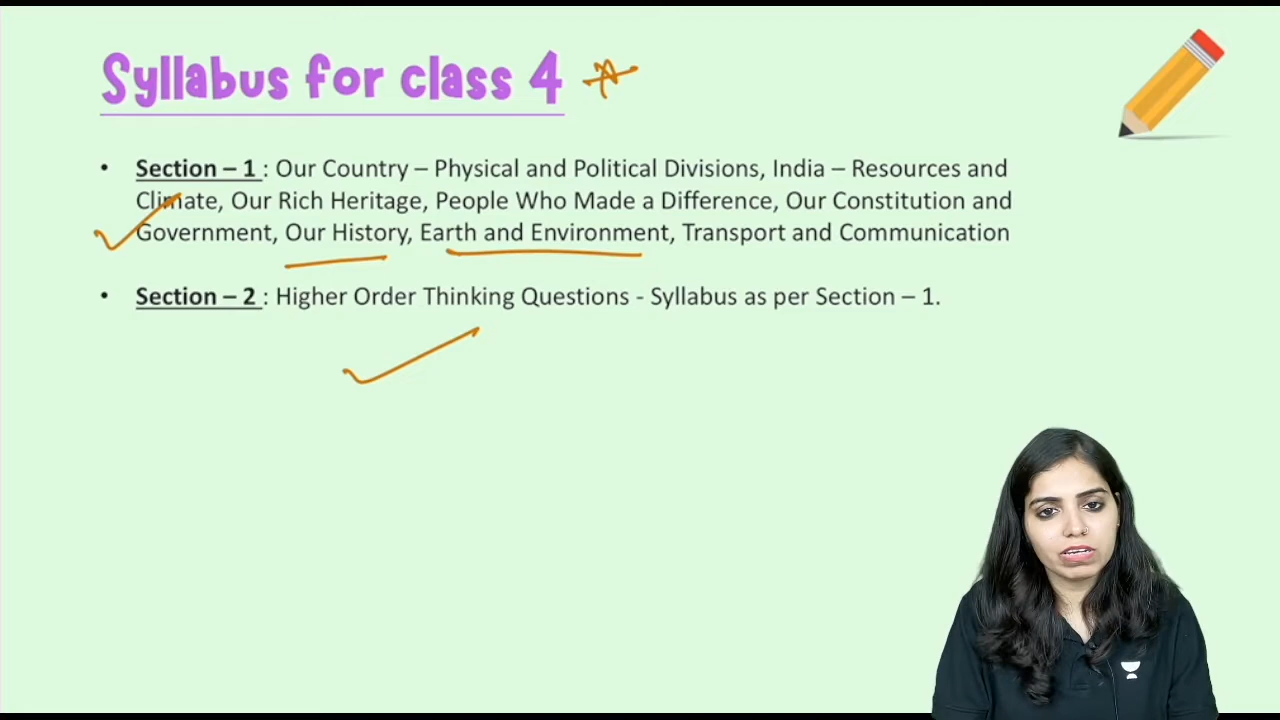 Syllabus for class 4
• Section – 1 : Our Country – Physical and Political Divisions, India – Resources and
Climate, Our Rich Heritage, People Who Made a Difference, Our Constitution and
Government, Our History, Earth and Environment, Transport and Communication
• Section – 2 : Higher Order Thinking Questions - Syllabus as per Section – 1.